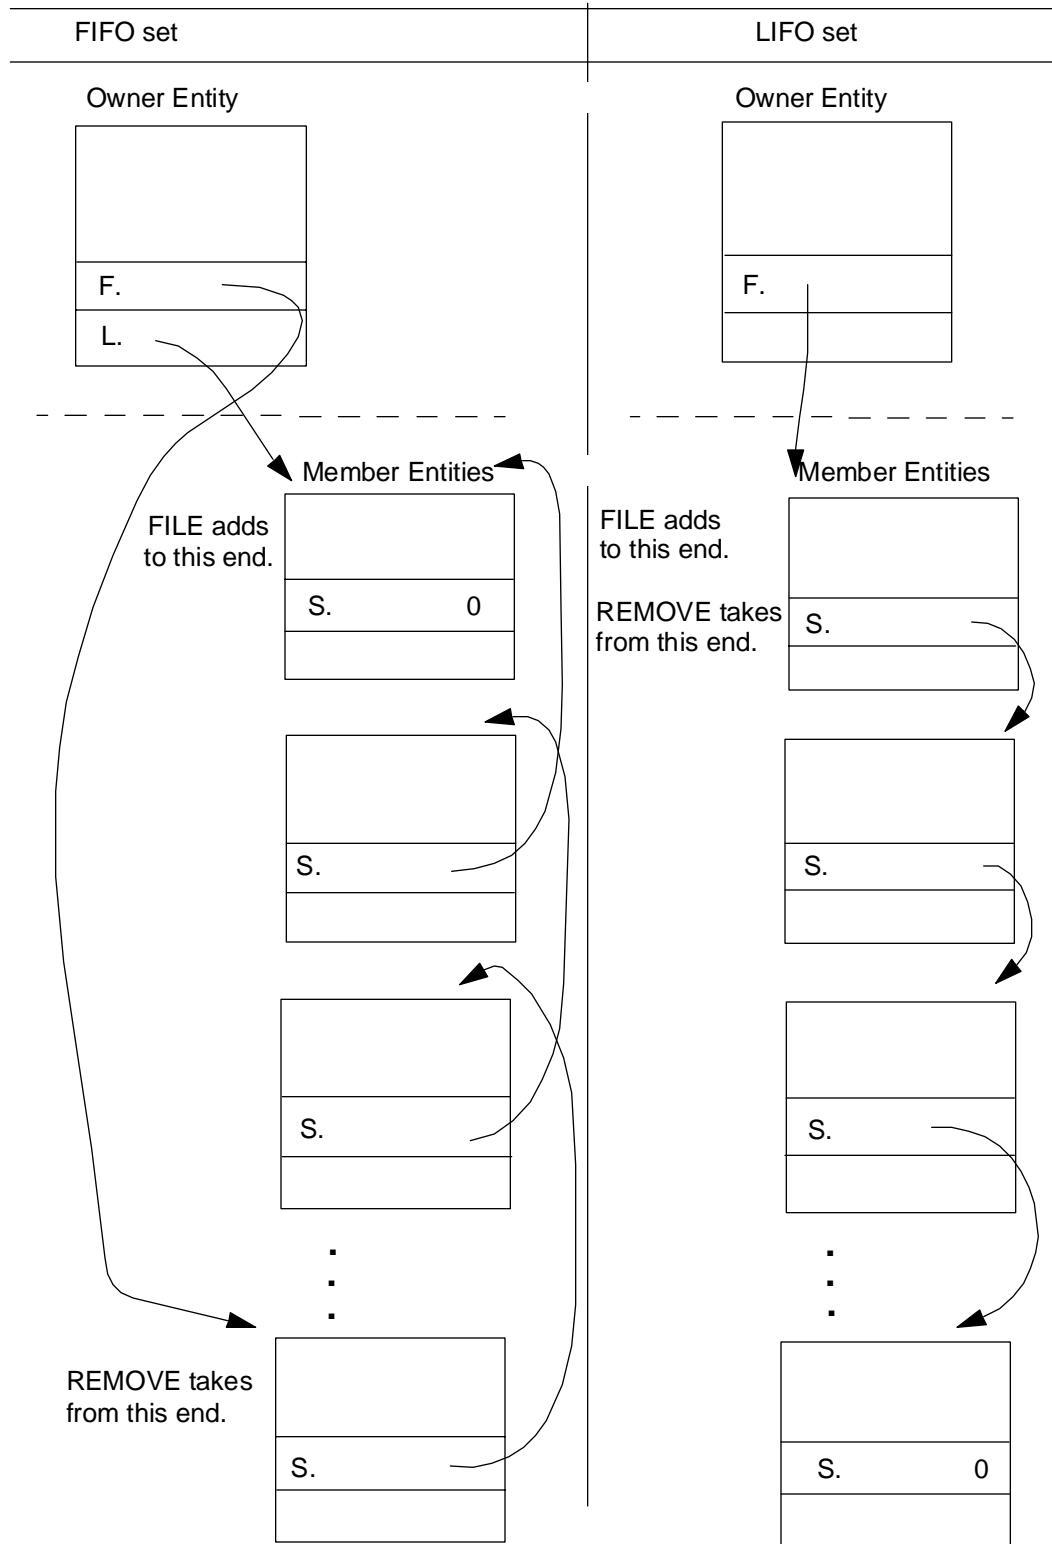 FIFO set
LIFO set
Owner Entity
F.
L.
Member Entities
FILE adds
to this end.
S. 0
S.
S.
.
.
.
REMOVE takes
from this end.
S.
Owner Entity
F.
Member Entities
FILE adds
to this end.
REMOVE takes
from this end.
S.
S.
S.
.
.
.
S. 0